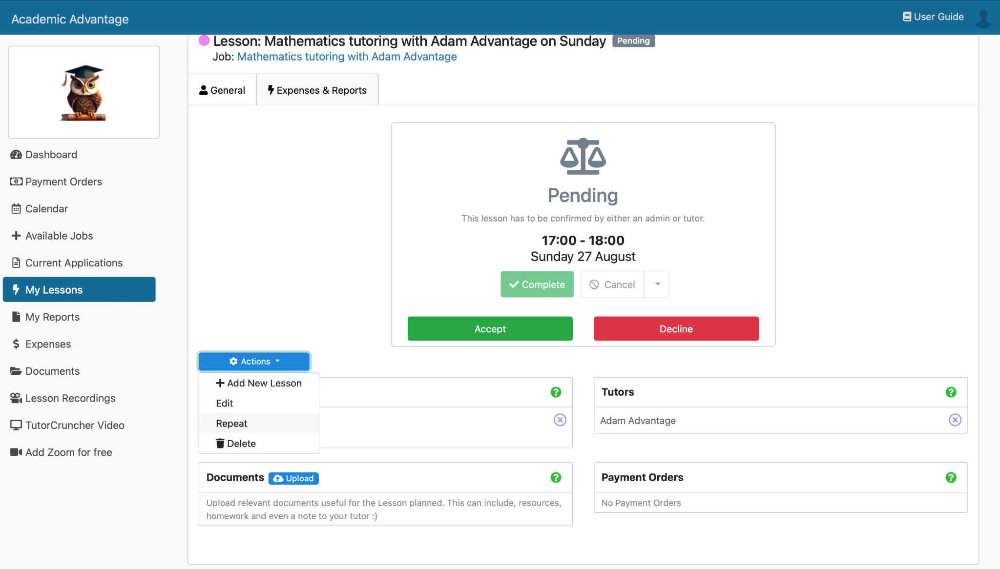 Academic Advantage
User Guide
Lesson: Mathematics tutoring with Adam Advantage on Sunday Pending
Job: Mathematics tutoring with Adam Advantage
General
Expenses & Reports
Dashboard
Payment Orders
Calendar
Available Jobs
Current Applications
My Lessons
My Reports
Expenses
Documents
Lesson Recordings
TutorCruncher Video
Add Zoom for free
Pending
This lesson has to be confirmed by either an admin or tutor.
17:00 - 18:00
Sunday 27 August
Complete
Cancel
Accept
Decline
Actions
Add New Lesson
Edit
Repeat
Delete
Tutors
Adam Advantage
Documents Upload
Upload relevant documents useful for the Lesson planned. This can include, resources,
homework and even a note to your tutor :)
Payment Orders
No Payment Orders